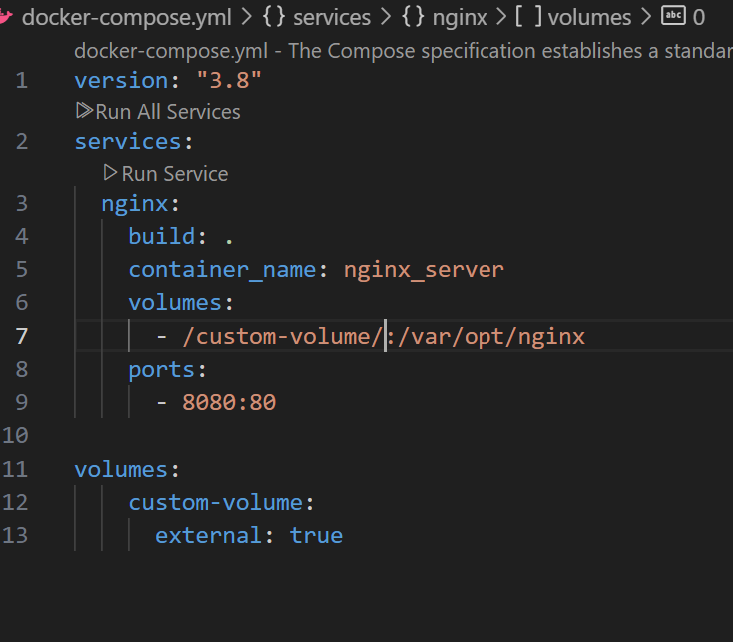 docker-compose.yml > {} services > {} nginx > [ ] volumes > abc 0
docker-compose.yml - The Compose specification establishes a standar
1 version: "3.8"
Run All Services
2 services:
Run Service
3 nginx:
4 build: .
5 container_name: nginx_server
6 volumes:
7 - /custom-volume/:/var/opt/nginx
8 ports:
9 - 8080:80
10
11 volumes:
12 custom-volume:
13 external: true